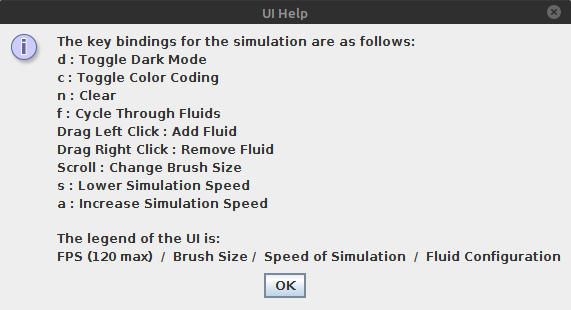 UI Help
The key bindings for the simulation are as follows:
d : Toggle Dark Mode
c : Toggle Color Coding
n : Clear
f : Cycle Through Fluids
Drag Left Click : Add Fluid
Drag Right Click : Remove Fluid
Scroll : Change Brush Size
s : Lower Simulation Speed
a : Increase Simulation Speed
The legend of the UI is:
FPS (120 max)  /  Brush Size /  Speed of Simulation  /  Fluid Configuration
OK